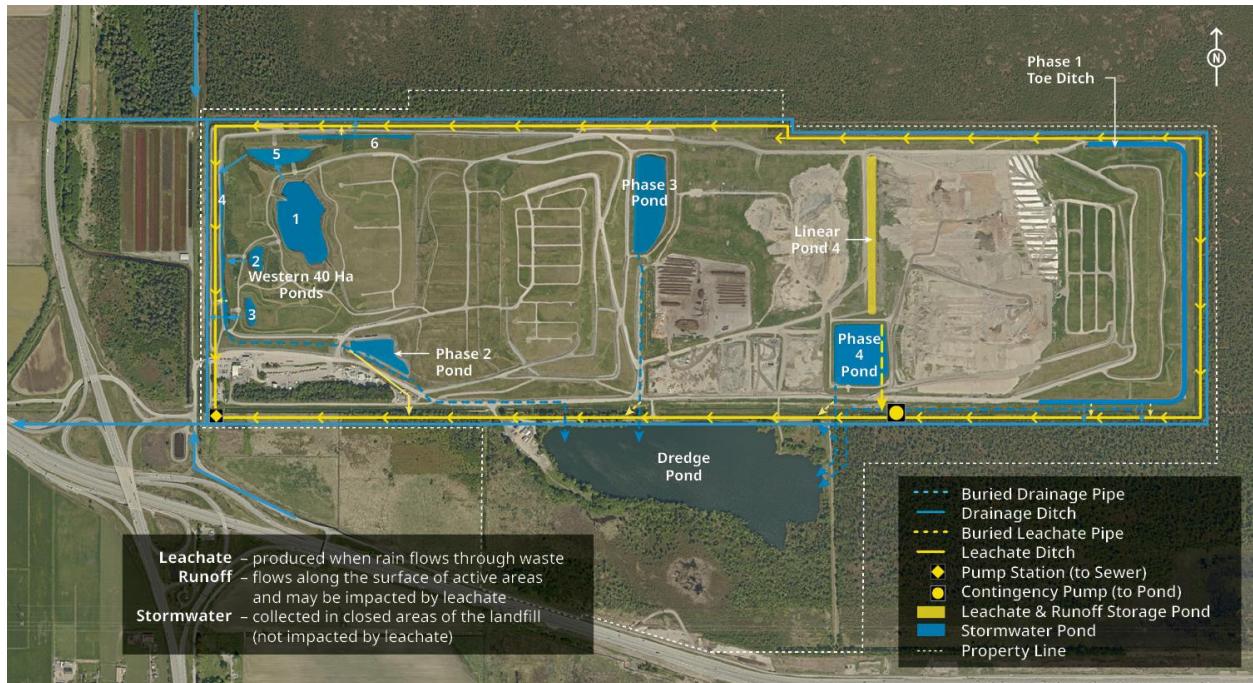 N
Phase 1
Toe Ditch
6
5
4
1
2
Western 40 Ha
Ponds
3
Phase 3
Pond
Linear
Pond 4
Phase 2
Pond
Phase
4
Pond
Dredge
Pond
Leachate – produced when rain flows through waste
Runoff – flows along the surface of active areas
and may be impacted by leachate
Stormwater – collected in closed areas of the landfill
(not impacted by leachate)
Buried Drainage Pipe
Drainage Ditch
Buried Leachate Pipe
Leachate Ditch
Pump Station (to Sewer)
Contingency Pump (to Pond)
Leachate & Runoff Storage Pond
Stormwater Pond
Property Line